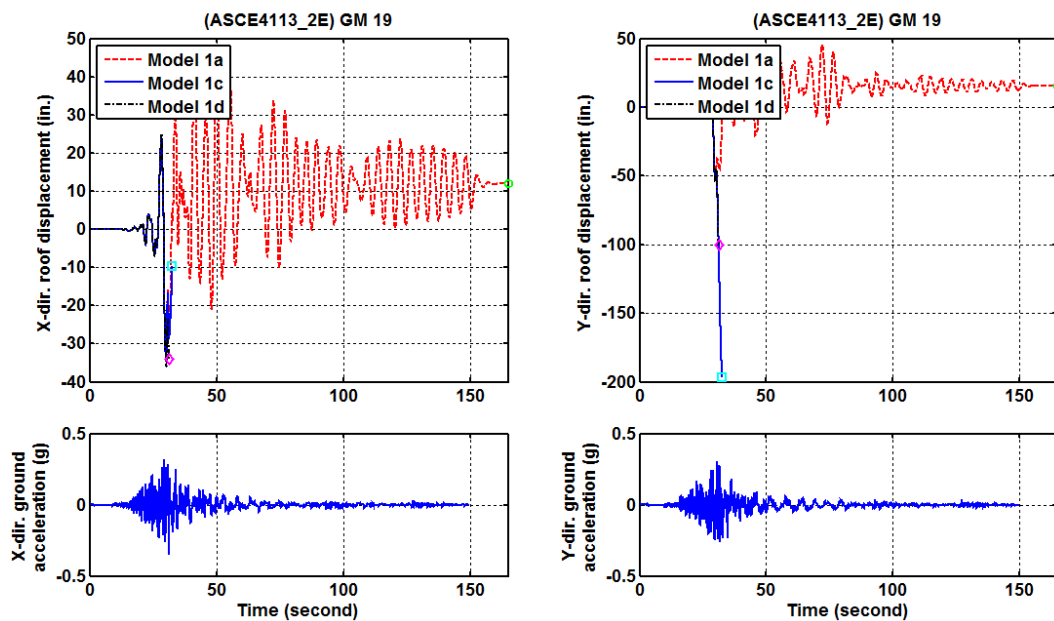 (ASCE4113_2E) GM 19
50
40
30
20
10
0
-10
-20
-30
-40
X-dir. roof displacement (in.)
Model 1a
Model 1c
Model 1d
0
50
100
150
(ASCE4113_2E) GM 19
50
0
-50
-100
-150
-200
Y-dir. roof displacement (in.)
Model 1a
Model 1c
Model 1d
0
50
100
150
0.5
0
-0.5
X-dir. ground
acceleration (g)
0
50
100
150
Time (second)
0.5
0
-0.5
Y-dir. ground
acceleration (g)
0
50
100
150
Time (second)